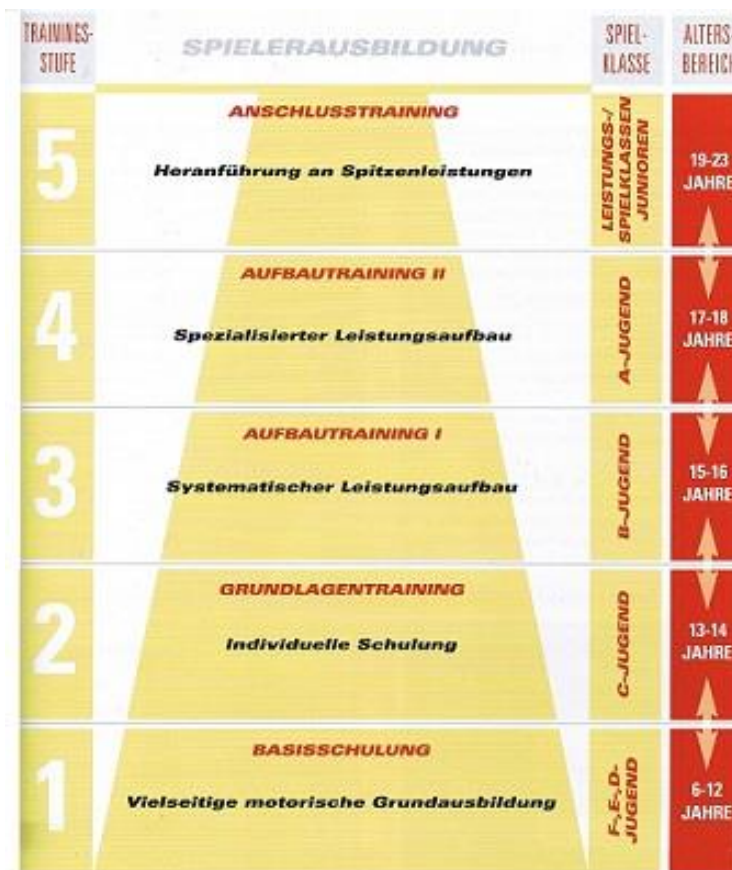 TRAININGS-
STUFE
SPIELERAUSBILDUNG
SPIEL-
KLASSE
ALTERS-
BEREICH
5
ANSCHLUSSTRAINING
Heranführung an Spitzenleistungen
LEISTUNGS-/
SPIELKLASSEN
JUNIOREN
19-23
JAHRE
4
AUFBAUTRAINING II
Spezialisierter Leistungsaufbau
A-JUGEND
17-18
JAHRE
3
AUFBAUTRAINING I
Systematischer Leistungsaufbau
B-JUGEND
15-16
JAHRE
2
GRUNDLAGENTRAINING
Individuelle Schulung
C-JUGEND
13-14
JAHRE
1
BASISSCHULUNG
Vielseitige motorische Grundausbildung
F-,E-,D-
JUGEND
6-12
JAHRE